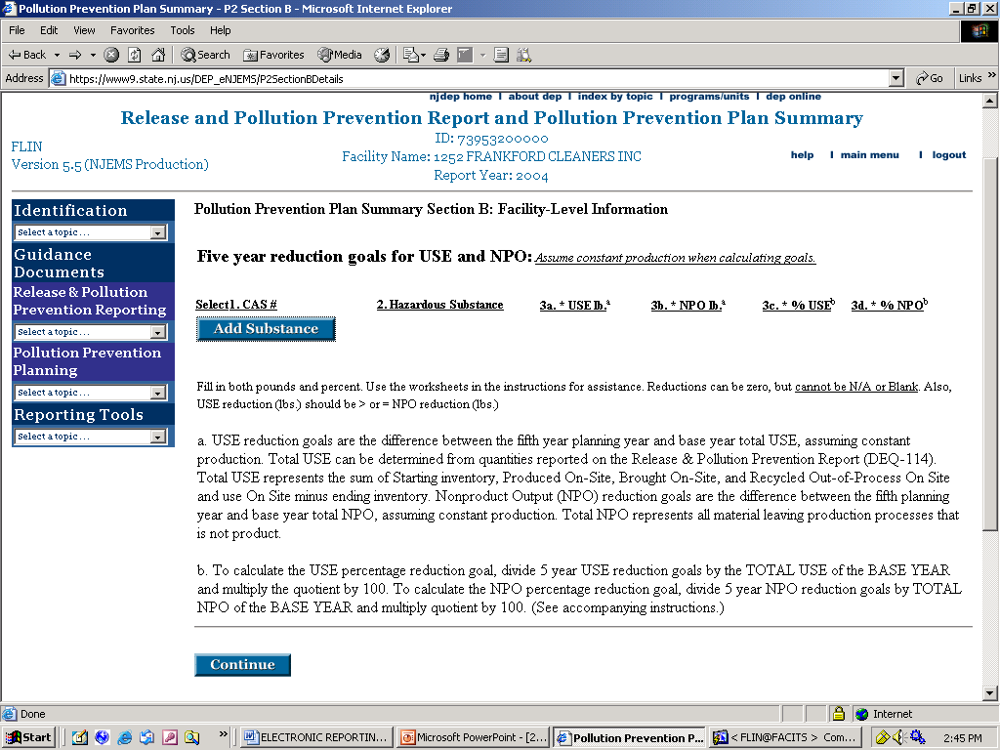 Pollution Prevention Plan Summary - P2 Section B - Microsoft Internet Explorer
File Edit View Favorites Tools Help
Back Search Favorites Media
Address https://www9.state.nj.us/DEP_eNJEMS/P2SectionBDetails Go Links »
njdep home | about dep | index by topic | programs/units | dep online
Release and Pollution Prevention Report and Pollution Prevention Plan Summary
ID: 73953200000
FLIN
Facility Name: 1252 FRANKFORD CLEANERS INC
help | main menu | logout
Version 5.5 (NJEMS Production)
Report Year: 2004
Identification
Select a topic...
Guidance
Documents
Release & Pollution
Prevention Reporting
Select a topic...
Pollution Prevention
Planning
Select a topic...
Reporting Tools
Select a topic...
Pollution Prevention Plan Summary Section B: Facility-Level Information
Five year reduction goals for USE and NPO: Assume constant production when calculating goals.
Select1. CAS # 2. Hazardous Substance 3a. * USE lb.a 3b. * NPO lb.a 3c. * % USEb 3d. * % NPOb
Add Substance
Fill in both pounds and percent. Use the worksheets in the instructions for assistance. Reductions can be zero, but cannot be N/A or Blank. Also,
USE reduction (lbs.) should be > or = NPO reduction (lbs.)
a. USE reduction goals are the difference between the fifth year planning year and base year total USE, assuming constant
production. Total USE can be determined from quantities reported on the Release & Pollution Prevention Report (DEQ-114).
Total USE represents the sum of Starting inventory, Produced On-Site, Brought On-Site, and Recycled Out-of-Process On Site
and use On Site minus ending inventory. Nonproduct Output (NPO) reduction goals are the difference between the fifth planning
year and base year total NPO, assuming constant production. Total NPO represents all material leaving production processes that
is not product.
b. To calculate the USE percentage reduction goal, divide 5 year USE reduction goals by the TOTAL USE of the BASE YEAR
and multiply the quotient by 100. To calculate the NPO percentage reduction goal, divide 5 year NPO reduction goals by TOTAL
NPO of the BASE YEAR and multiply quotient by 100. (See accompanying instructions.)
Continue
Done Internet
Start » ELECTRONIC REPORTIN... Microsoft PowerPoint - [2... Pollution Prevention P... < FLIN@FACITS > Com... 2:45 PM